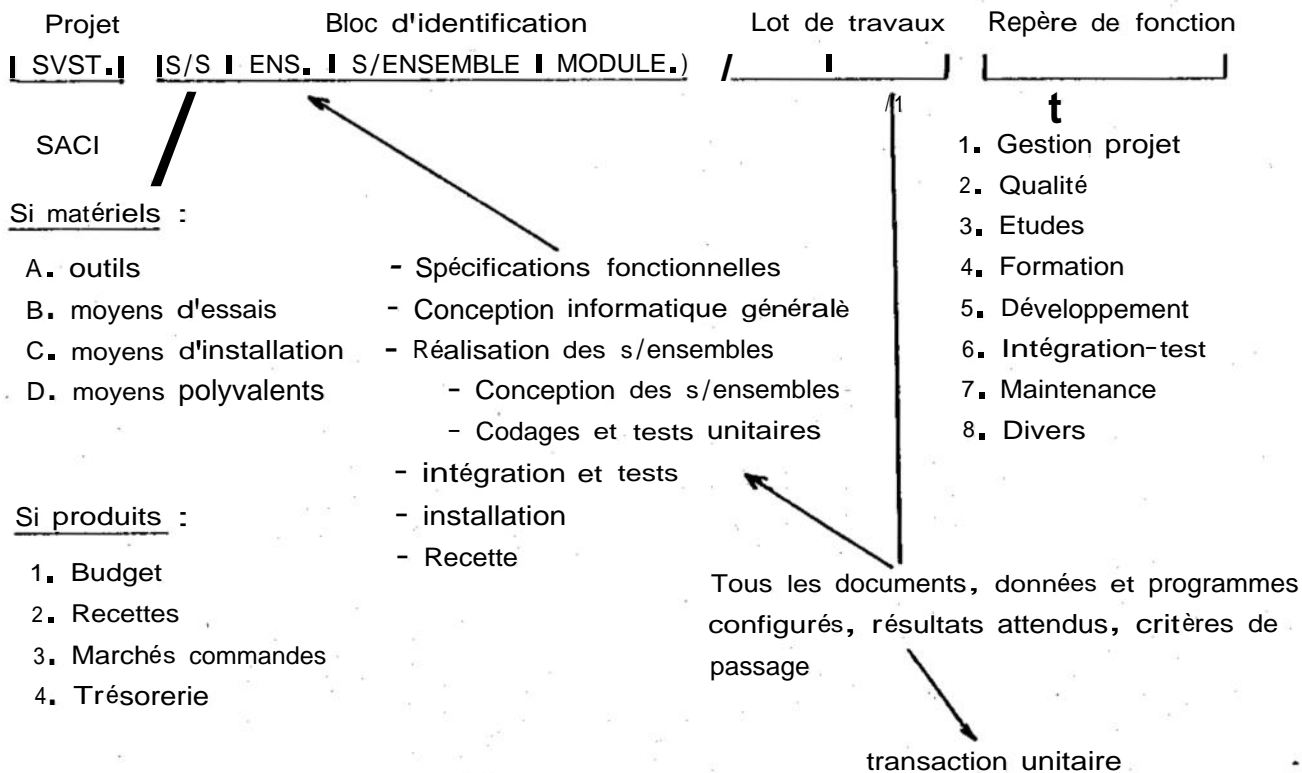 Projet Bloc d'identification Lot de travaux Repère de fonction
SVST. S/S ENS. S/ENSEMBLE MODULE.)
SACI
Si matériels :
A. outils
B. moyens d'essais
C. moyens d'installation
D. moyens polyvalents
Si produits :
1. Budget
2. Recettes
3. Marchés commandes
4. Trésorerie
- Spécifications fonctionnelles
- Conception informatique généralè
- Réalisation des s/ensembles
- Conception des s/ensembles
- Codages et tests unitaires
- intégration et tests
- installation
- Recette
1. Gestion projet
2. Qualité
3. Etudes
4. Formation
5. Développement
6. Intégration-test
7. Maintenance
8. Divers
Tous les documents, données et programmes
configurés, résultats attendus, critères de
passage
transaction unitaire